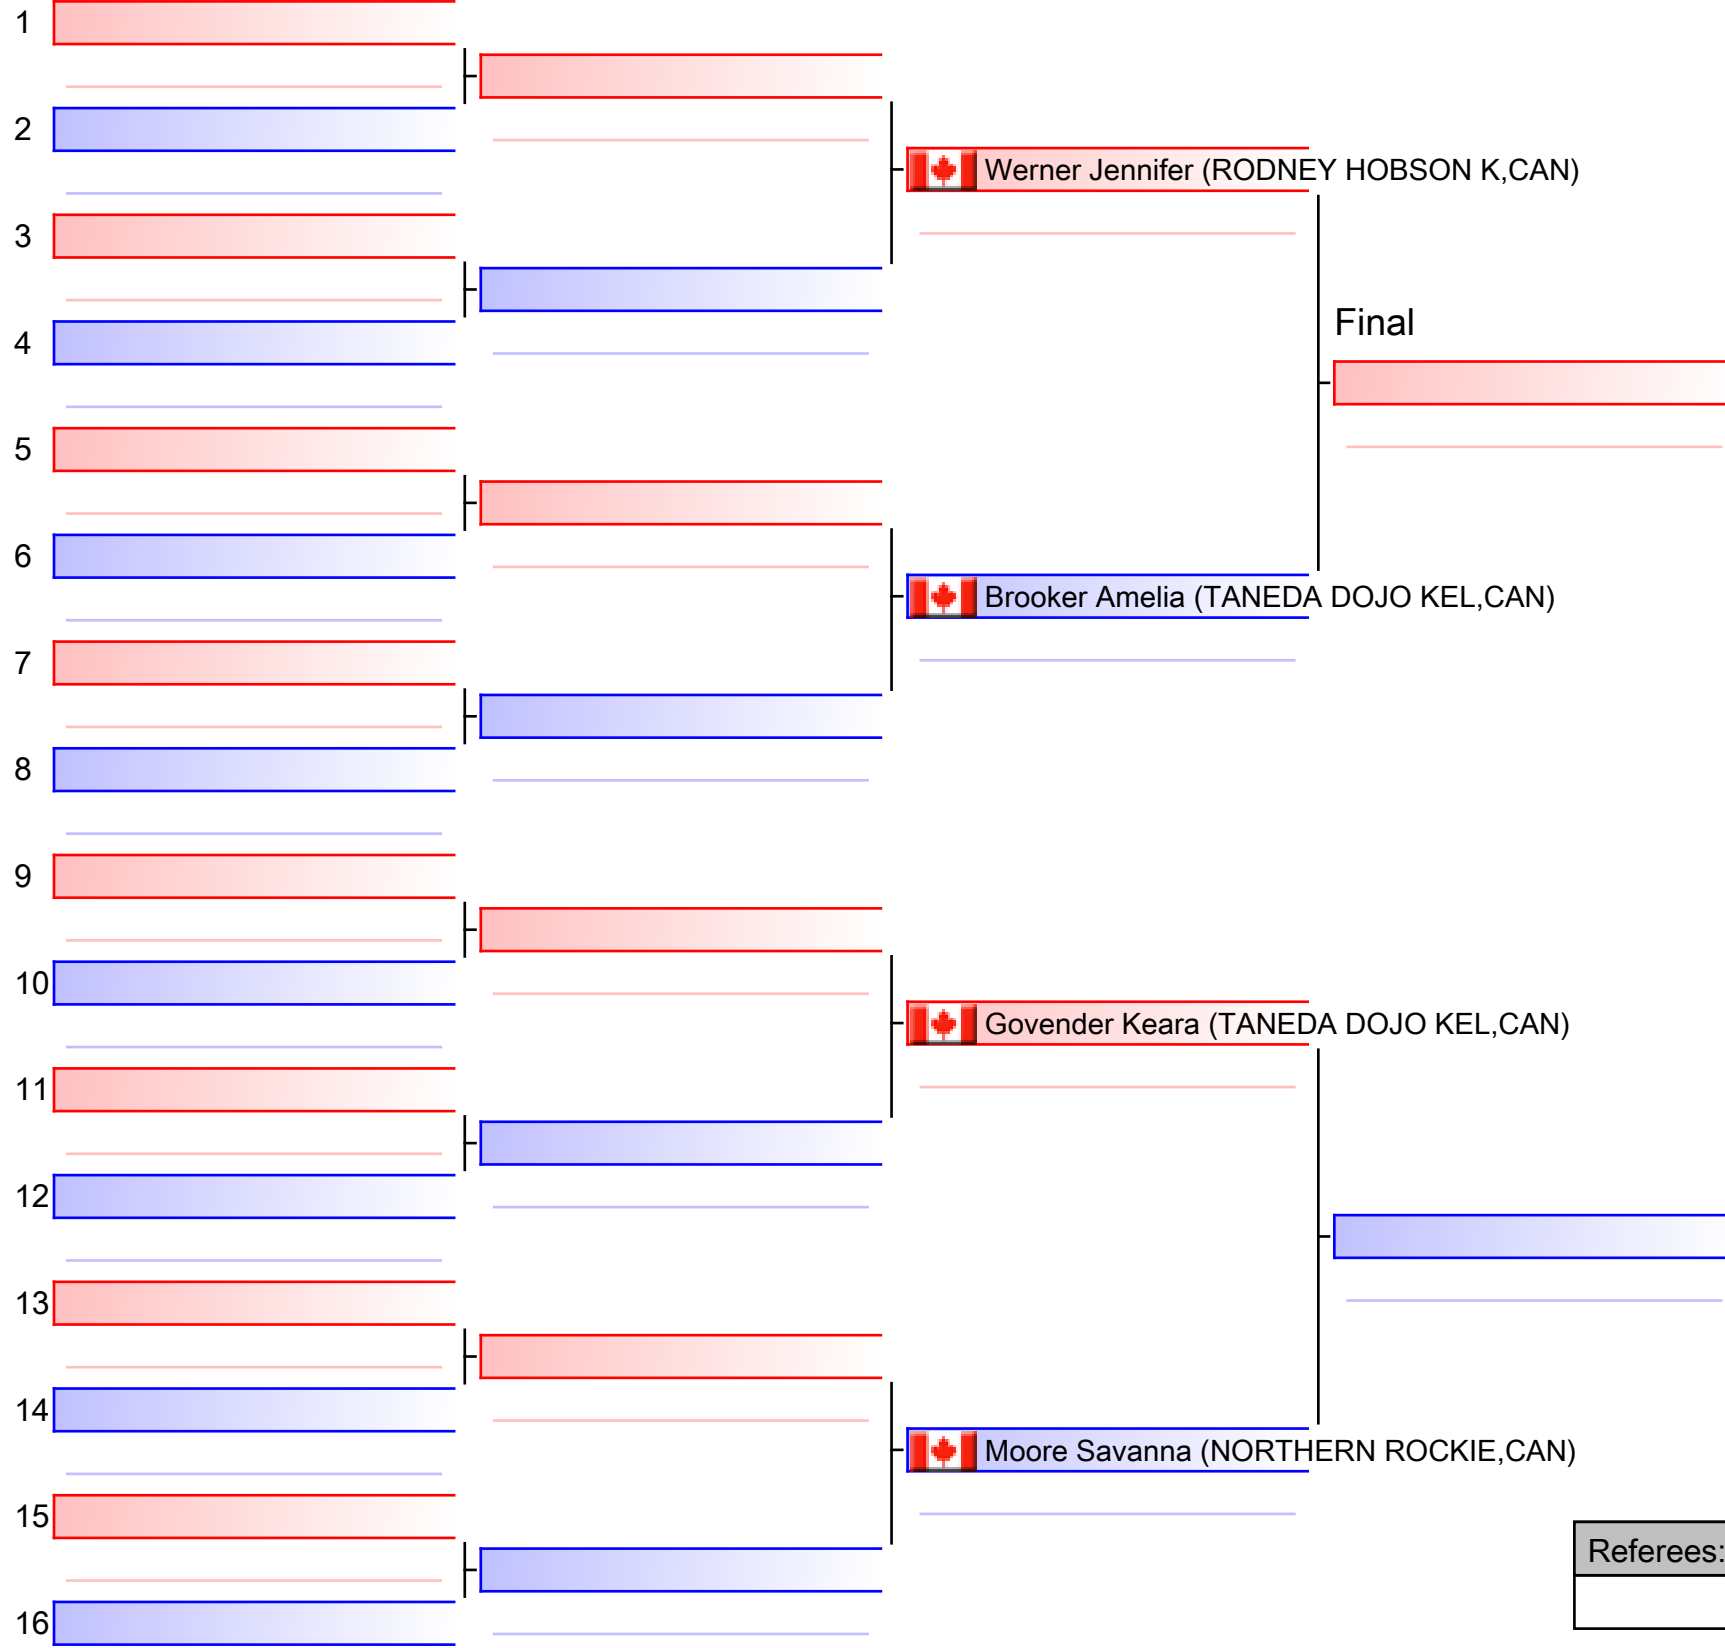 1
2
Werner Jennifer (RODNEY HOBSON K,CAN)
3
Final
4
5
6
Brooker Amelia (TANEDA DOJO KEL,CAN)
7
8
9
10
Govender Keara (TANEDA DOJO KEL,CAN)
11
12
13
14
Moore Savanna (NORTHERN ROCKIE,CAN)
15
Referees:
16